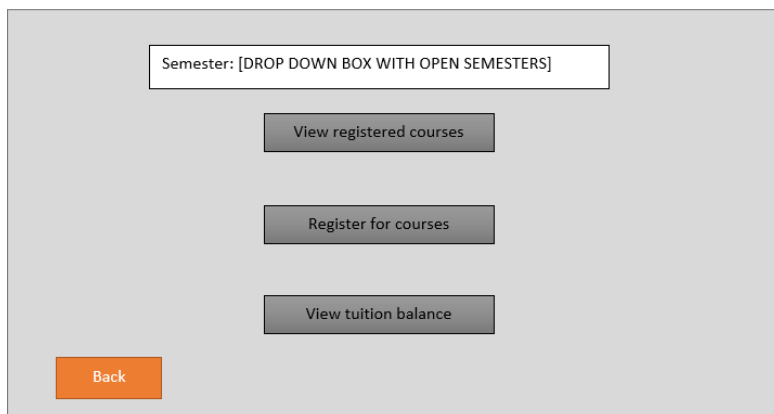 Semester: [DROP DOWN BOX WITH OPEN SEMESTERS]
View registered courses
Register for courses
View tuition balance
Back